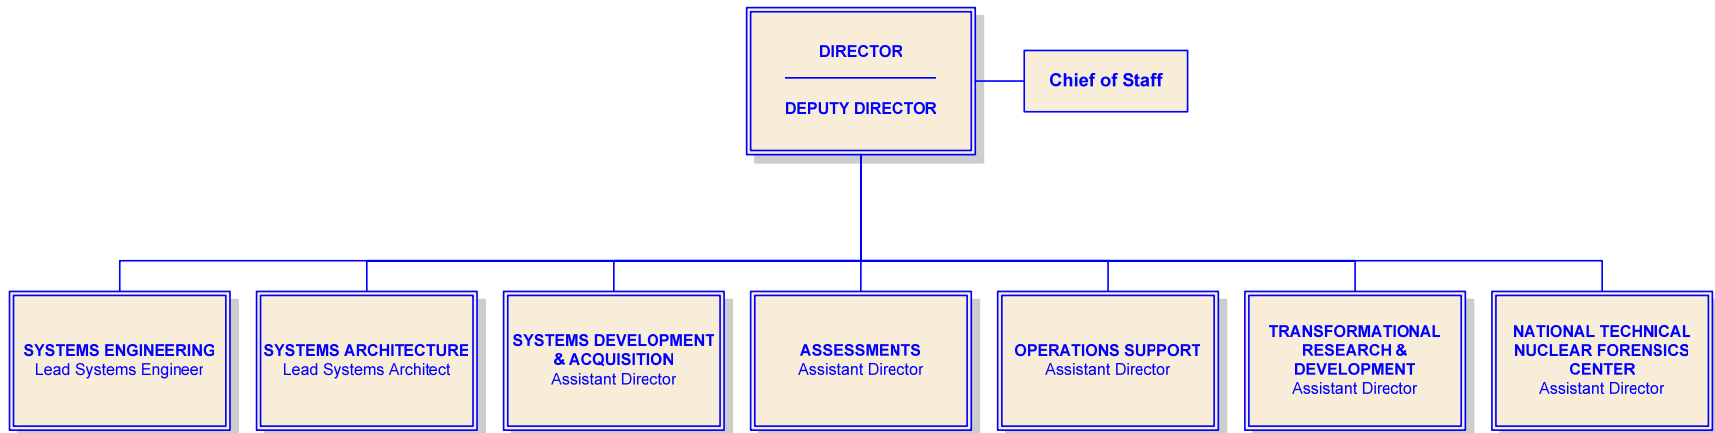 DIRECTOR
DEPUTY DIRECTOR
Chief of Staff
SYSTEMS ENGINEERING
Lead Systems Engineer
SYSTEMS ARCHITECTURE
Lead Systems Architect
SYSTEMS DEVELOPMENT
& ACQUISITION
Assistant Director
ASSESSMENTS
Assistant Director
OPERATIONS SUPPORT
Assistant Director
TRANSFORMATIONAL
RESEARCH &
DEVELOPMENT
Assistant Director
NATIONAL TECHNICAL
NUCLEAR FORENSICS
CENTER
Assistant Director